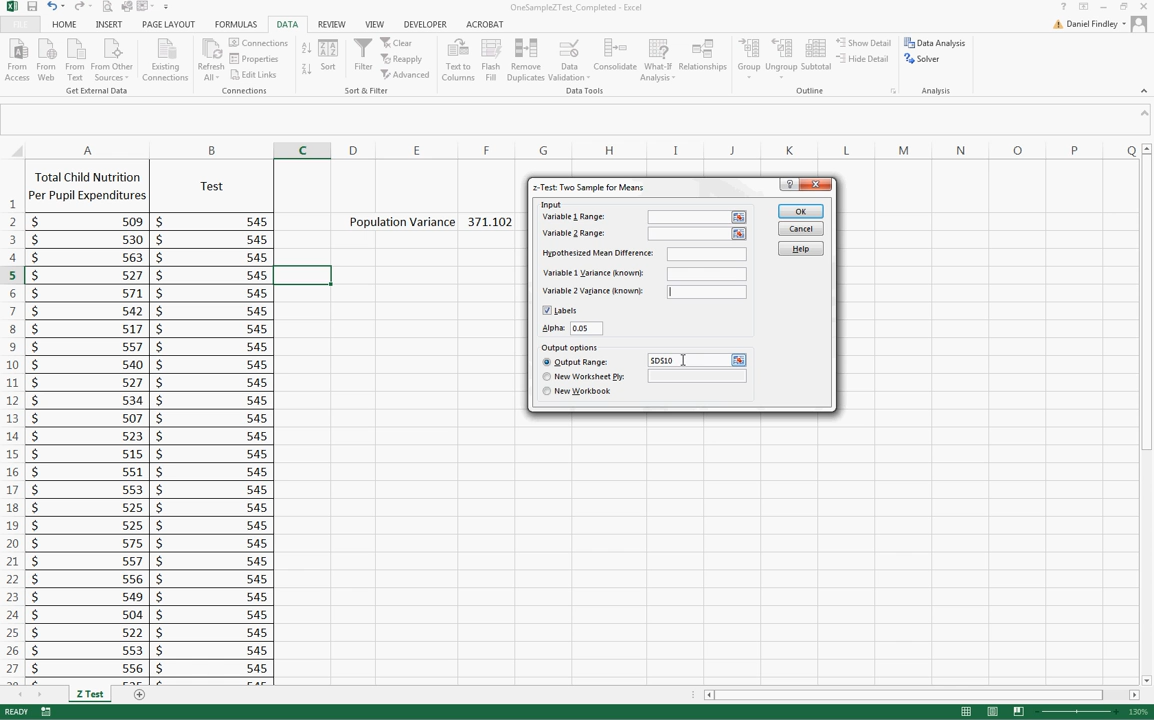 OneSampleZTest_Completed - Excel
FILE HOME INSERT PAGE LAYOUT FORMULAS DATA REVIEW VIEW DEVELOPER ACROBAT Daniel Findley
From Access
From Web
From Text
From Other Sources
Existing Connections
Get External Data
Refresh All
Connections
Properties
Edit Links
Connections
Sort
Filter
Clear
Reapply
Advanced
Sort & Filter
Text to Columns
Flash Fill
Remove Duplicates
Data Validation
Consolidate
What-If Analysis
Relationships
Data Tools
Group
Ungroup
Subtotal
Show Detail
Hide Detail
Outline
Data Analysis
Solver
Analysis
A B C D E F G H I J K L M N O P Q
1 Total Child Nutrition Per Pupil Expenditures Test
2 $ 509 $ 545 Population Variance 371.102
3 $ 530 $ 545
4 $ 563 $ 545
5 $ 527 $ 545
6 $ 571 $ 545
7 $ 542 $ 545
8 $ 517 $ 545
9 $ 557 $ 545
10 $ 540 $ 545
11 $ 527 $ 545
12 $ 534 $ 545
13 $ 507 $ 545
14 $ 523 $ 545
15 $ 515 $ 545
16 $ 551 $ 545
17 $ 553 $ 545
18 $ 525 $ 545
19 $ 525 $ 545
20 $ 575 $ 545
21 $ 557 $ 545
22 $ 556 $ 545
23 $ 549 $ 545
24 $ 504 $ 545
25 $ 522 $ 545
26 $ 553 $ 545
27 $ 556 $ 545
z-Test: Two Sample for Means
Input
Variable 1 Range:
Variable 2 Range:
Hypothesized Mean Difference:
Variable 1 Variance (known):
Variable 2 Variance (known):
Labels
Alpha: 0.05
Output options
Output Range: $D$10
New Worksheet Ply:
New Workbook
OK
Cancel
Help
Z Test
READY
130%